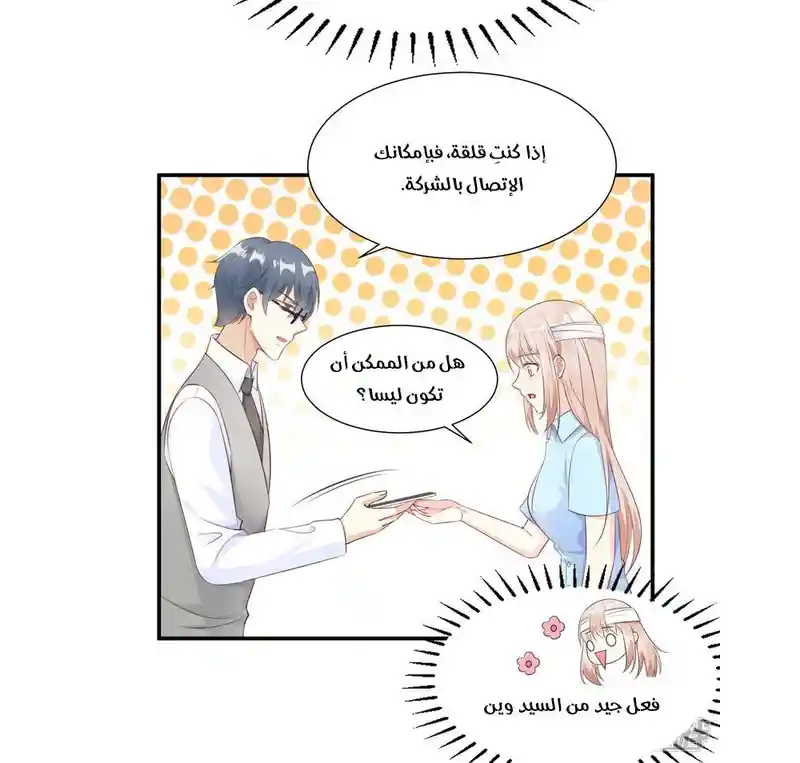 إذا كنتِ قلقة، فبإمكانك
الإتصال بالشركة.
هل من الممكن أن
تكون ليسا؟
فعل جيد من السيد وين